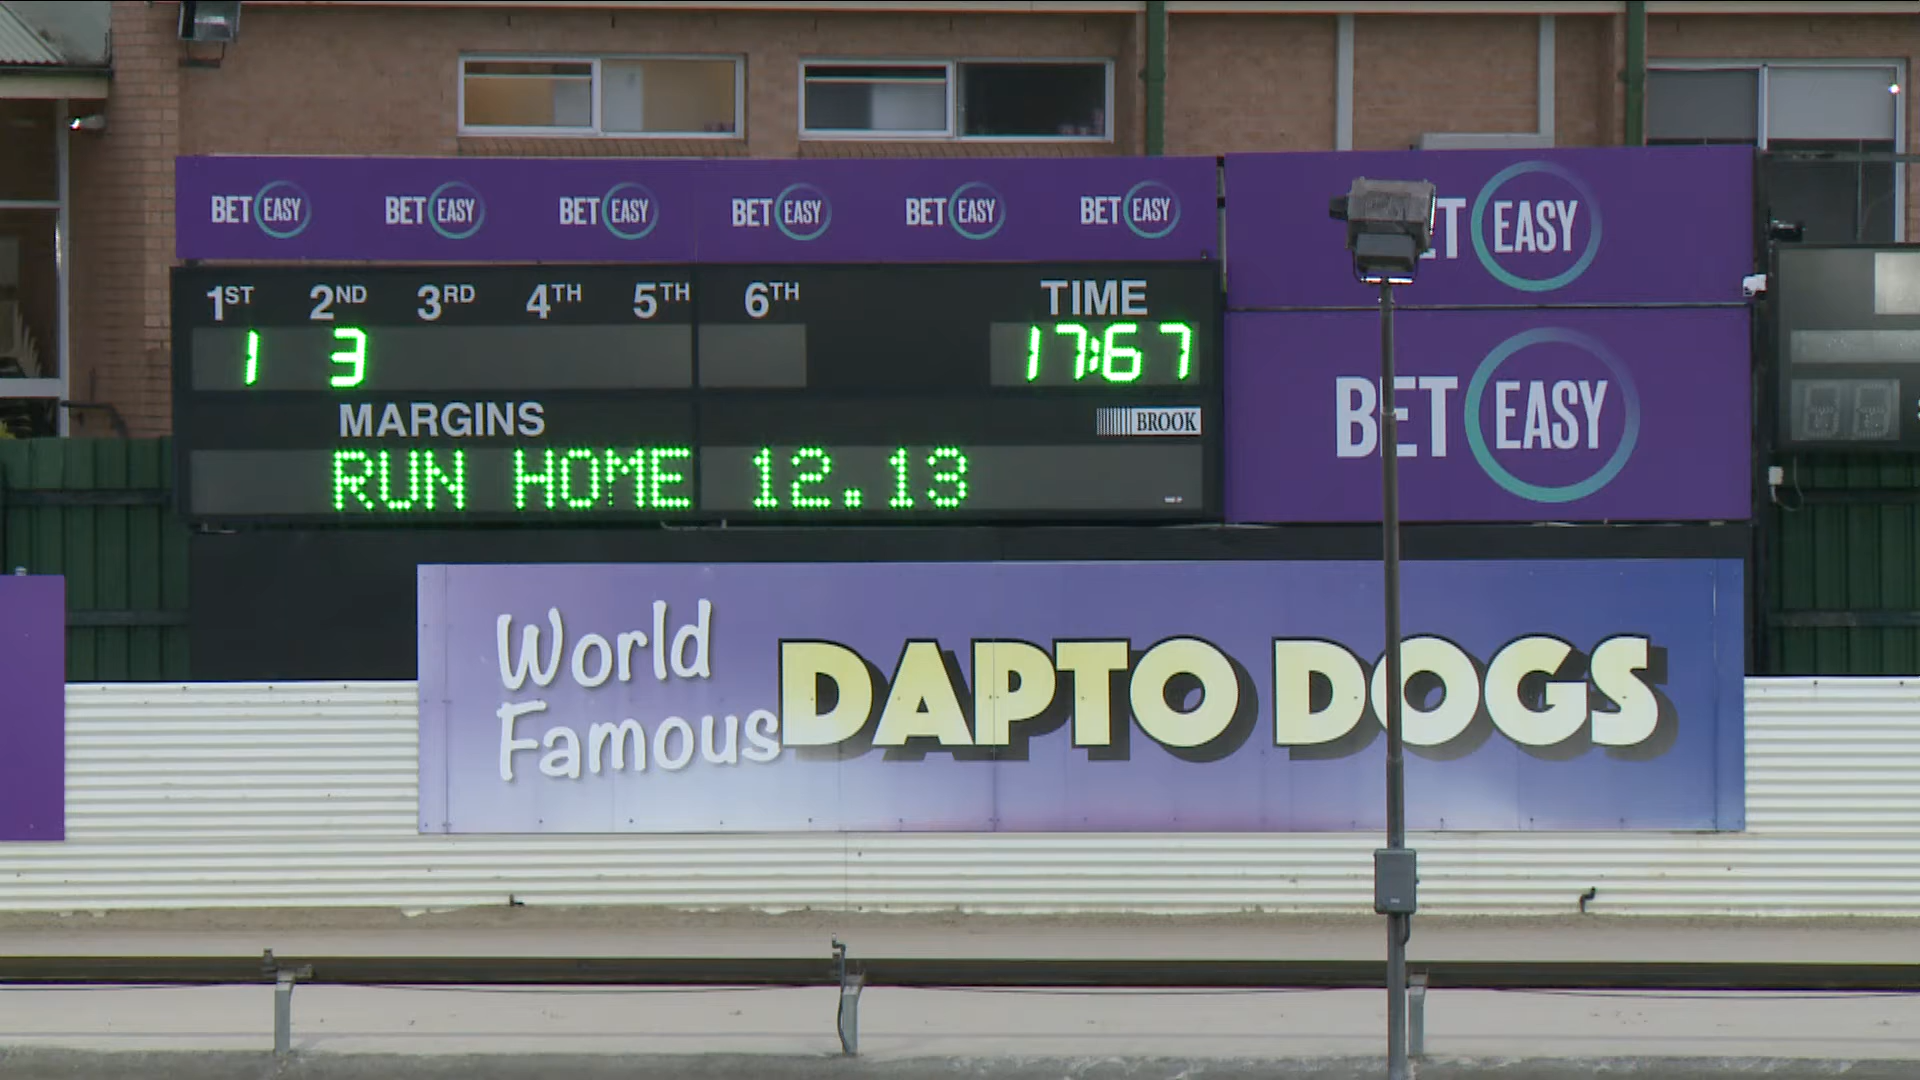 BET EASY BET EASY BET EASY BET EASY BET EASY BET EASY
EASY
1ST 2ND 3RD 4TH 5TH 6TH TIME
1 3 17:67
MARGINS BROOK
RUN HOME 12.13
BET EASY
World
Famous
DAPTO DOGS